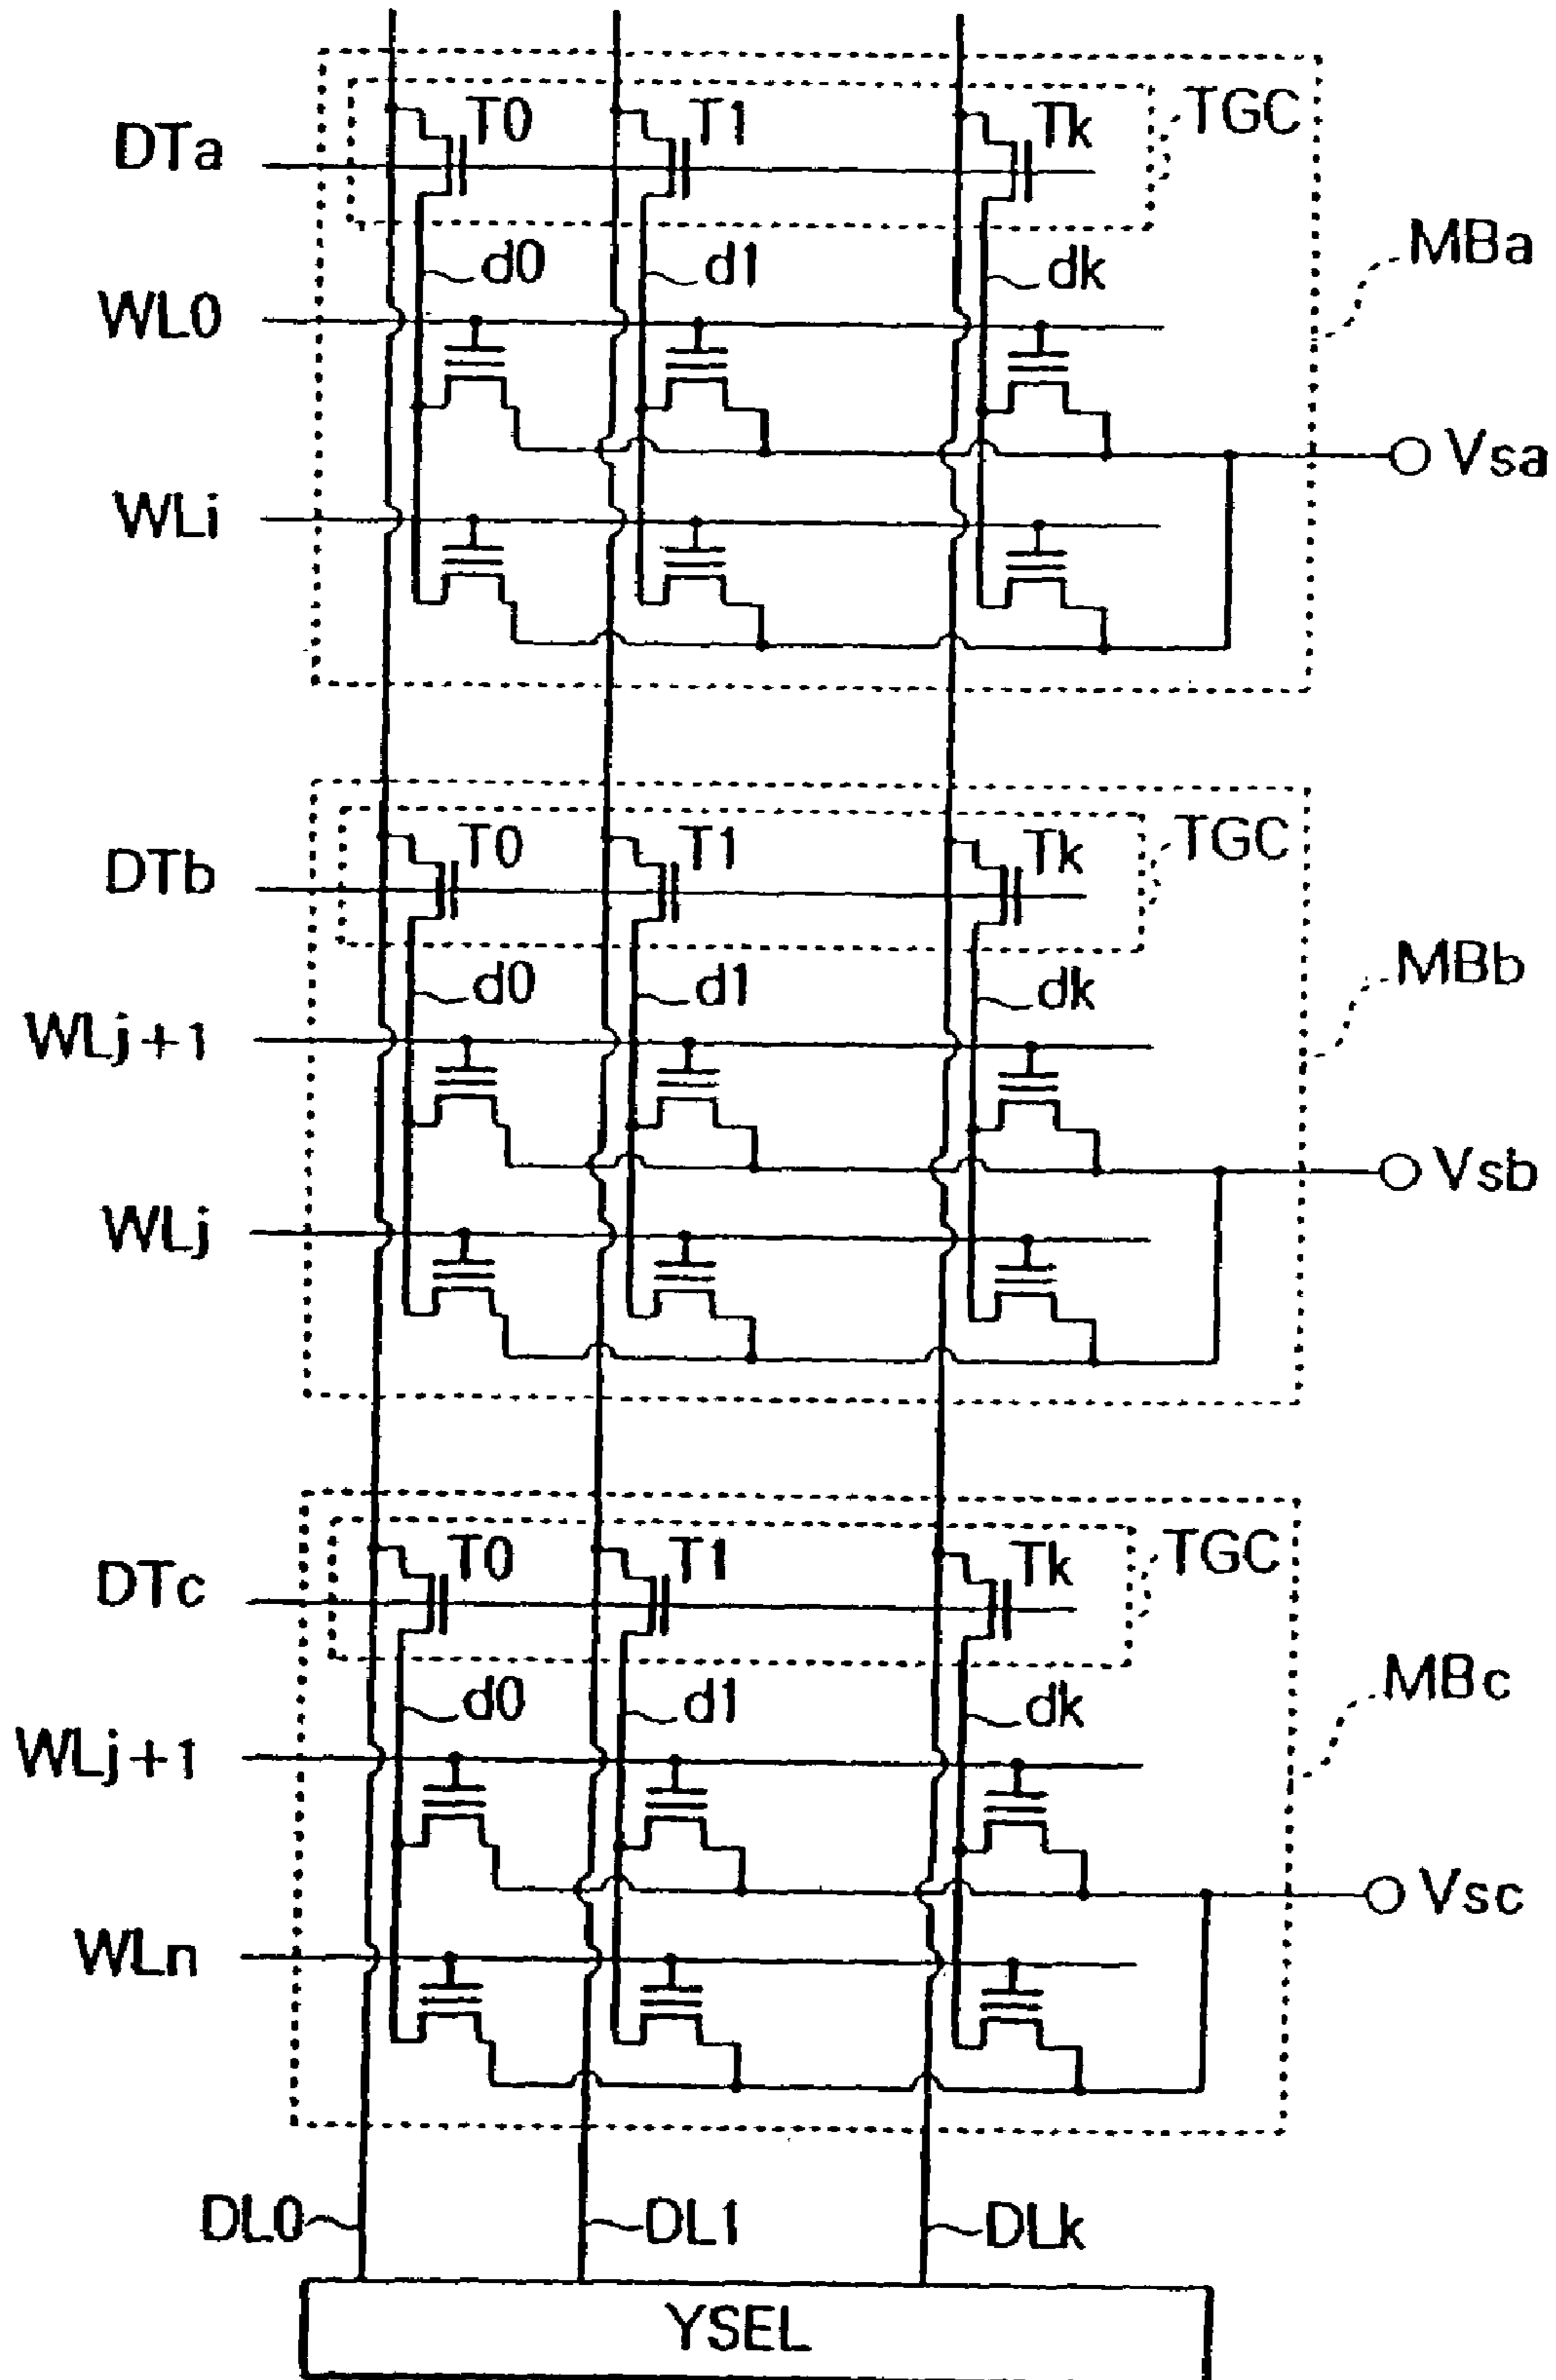 T0 T1 Tk TGC
DTa
MBa
d0 d1 dk
WL0
Vsa
WLi
T0 T1 Tk TGC
DTb
MBb
d0 d1 dk
WLj+1
Vsb
WLj
T0 T1 Tk TGC
DTc
MBc
d0 d1 dk
WLj+1
Vsc
WLn
DL0 DL1 DLk
YSEL